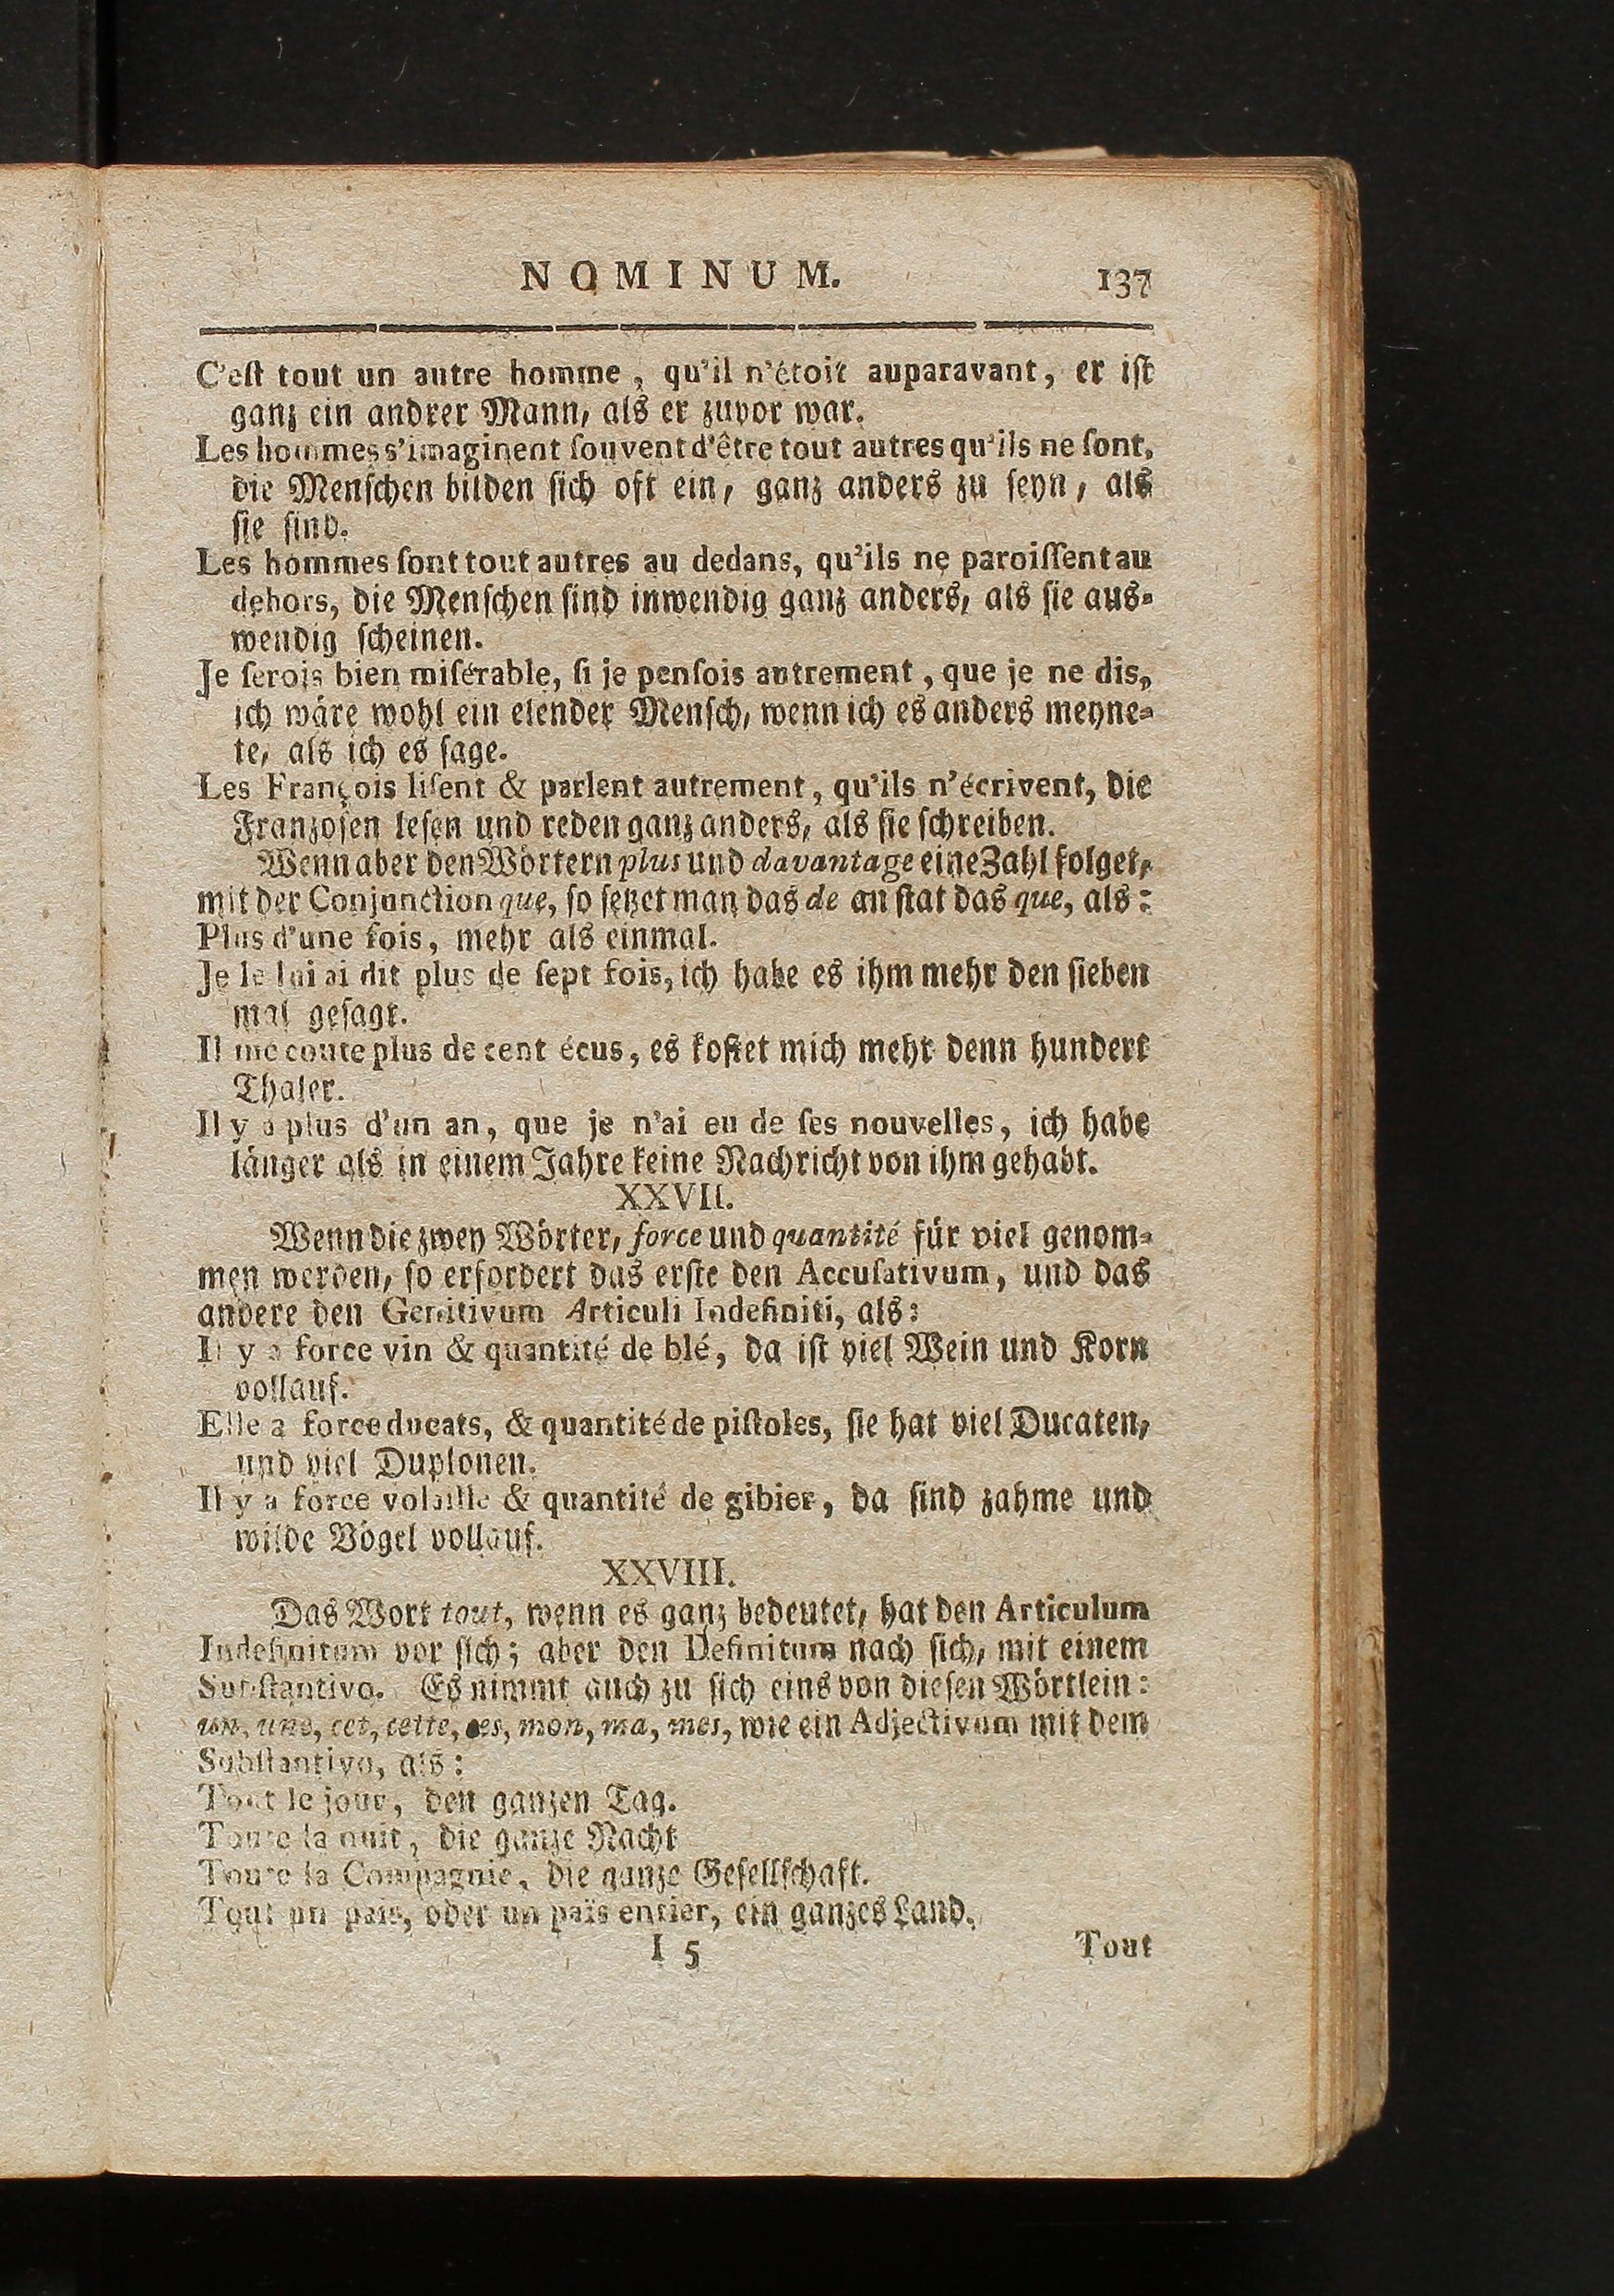 NOMINUM. 137
C'eſt tout un autre homme, qu'il n'étoit auparavant, er iſt
ganz ein andrer Mann, als er zuvor war.
Les hommes s'imaginent ſouvent d'être tout autres qu'ils ne ſont,
die Menſchen bilden ſich oft ein, ganz anders zu ſeyn, als
ſie ſind.
Les hommes ſont tout autres au dedans, qu'ils ne paroiſſent au
dehors, die Menſchen ſind inwendig ganz anders, als ſie aus-
wendig ſcheinen.
Je ſerois bien miſérable, ſi je penſois autrement, que je ne dis,
ich wäre wohl ein elender Menſch, wenn ich es anders meyne-
te, als ich es ſage.
Les François liſent & parlent autrement, qu'ils n'écrivent, die
Franzoſen leſen und reden ganz anders, als ſie ſchreiben.
Wenn aber den Wörtern plus und davantage eine Zahl folget,
mit der Conjunction que, ſo ſetzet man das de an ſtat das que, als:
Plus d'une fois, mehr als einmal.
Je le lui ai dit plus de ſept fois, ich habe es ihm mehr den ſieben
mal geſagt.
Il me coute plus de cent écus, es koſtet mich mehr denn hundert
Thaler.
Il y a plus d'un an, que je n'ai eu de ſes nouvelles, ich habe
länger als in einem Jahre keine Nachricht von ihm gehabt.
XXVII.
Wenn die zwey Wörter, force und quantité für viel genom-
men werden, ſo erfordert das erſte den Accuſativum, und das
andere den Genitivum Articuli Indefiniti, als:
Il y a force vin & quantité de blé, da iſt viel Wein und Korn
vollauf.
Elle a force ducats, & quantité de piſtoles, ſie hat viel Ducaten,
und viel Duplonen.
Il y a force volaille & quantité de gibier, da ſind zahme und
wilde Vögel vollauf.
XXVIII.
Das Wort tout, wenn es ganz bedeutet, hat den Articulum
Indefinitum vor ſich; aber den Definitum nach ſich, mit einem
Subſtantivo. Es nimmt auch zu ſich eins von dieſen Wörtlein:
un, une, cet, cette, ces, mon, ma, mes, wie ein Adjectivum mit dem
Subſtantivo, als:
Tout le jour, den ganzen Tag.
Toute la nuit, die ganze Nacht
Toute la Compagnie, die ganze Geſellſchaft.
Tout un païs, oder un païs entier, ein ganzes Land.
I 5 Tout